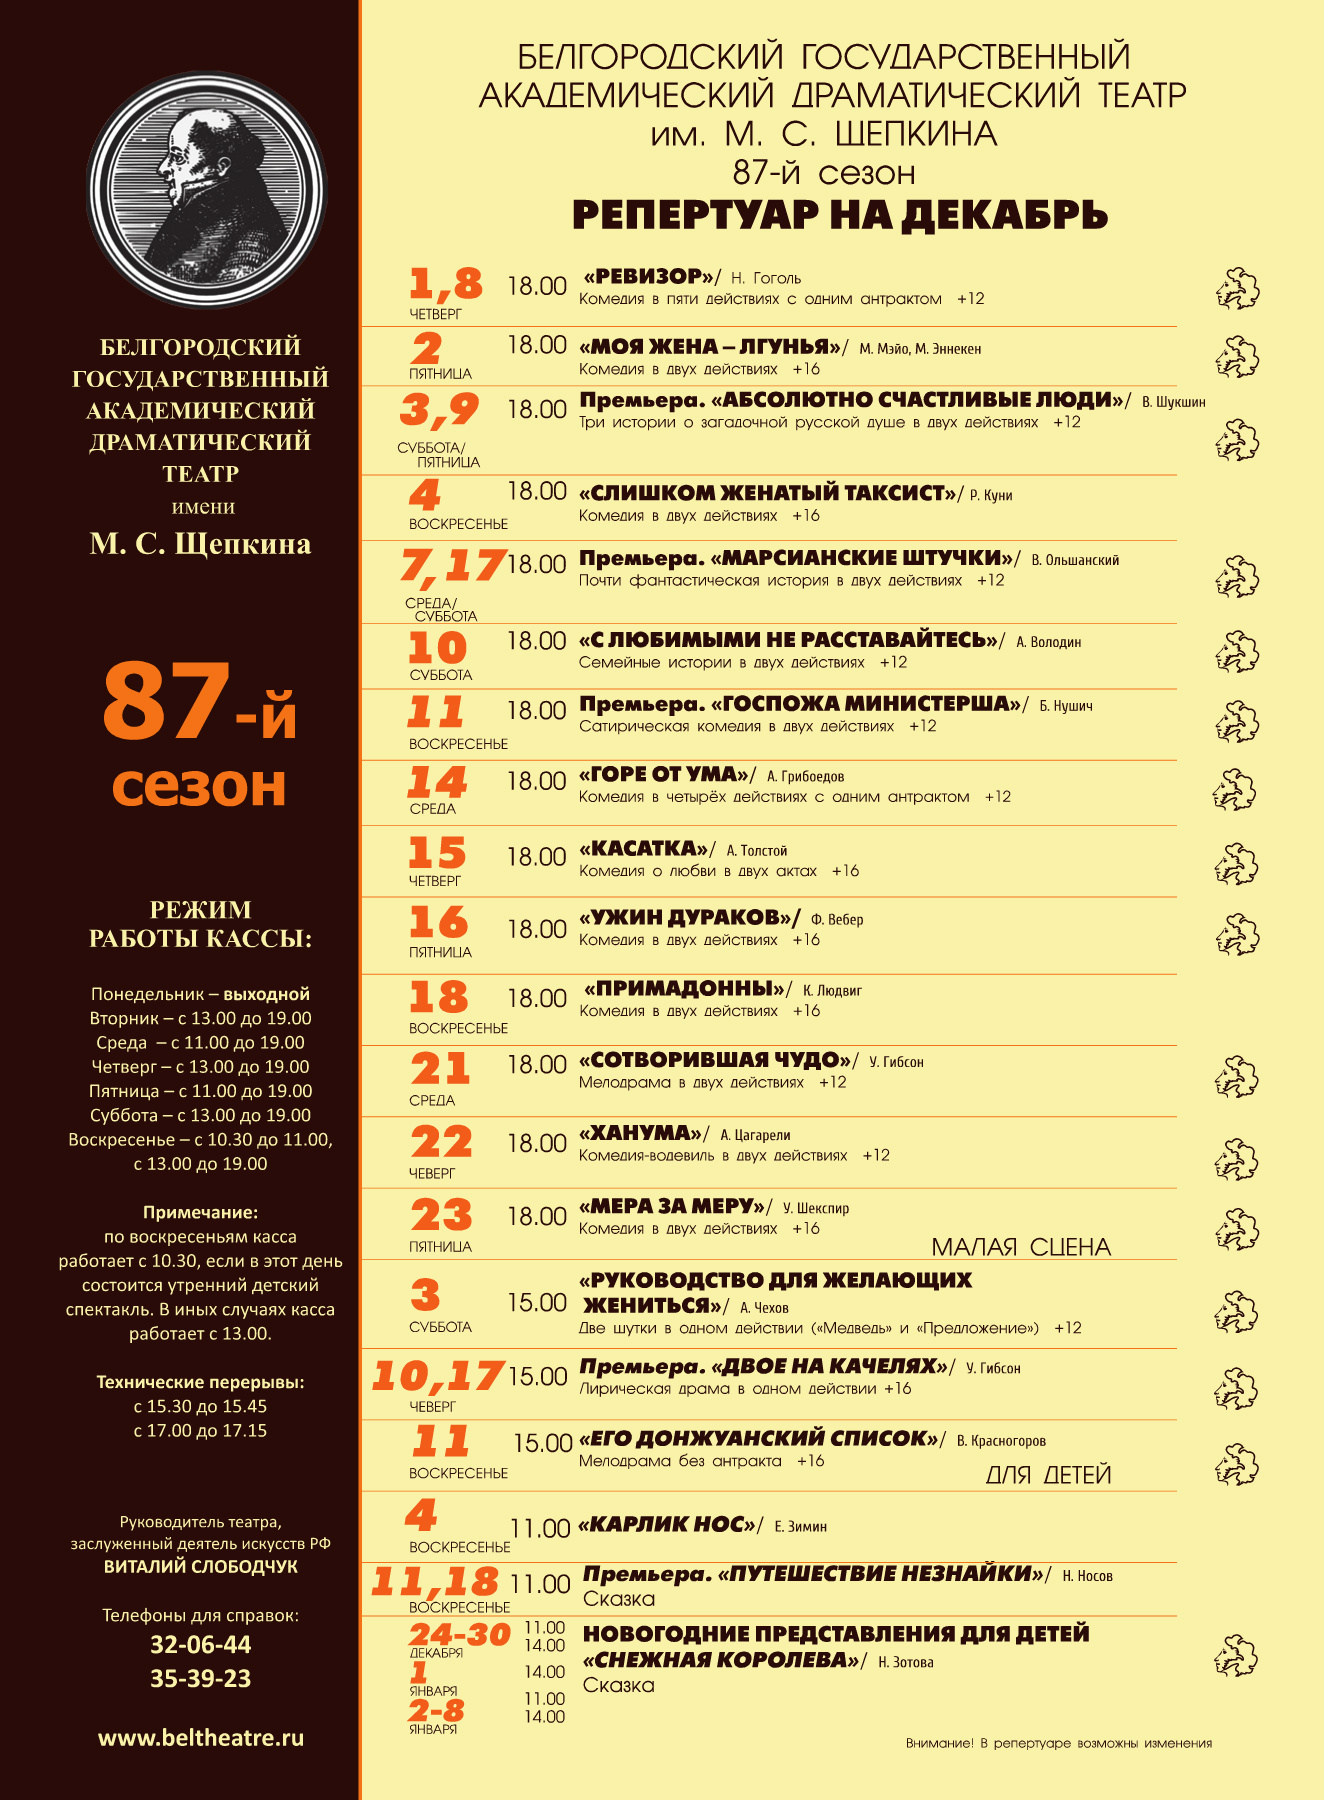 БЕЛГОРОДСКИЙ
ГОСУДАРСТВЕННЫЙ
АКАДЕМИЧЕСКИЙ
ДРАМАТИЧЕСКИЙ
ТЕАТР
имени
М. С. Щепкина
87-й
сезон
РЕЖИМ
РАБОТЫ КАССЫ:
Понедельник – выходной
Вторник – с 13.00 до 19.00
Среда – с 11.00 до 19.00
Четверг – с 13.00 до 19.00
Пятница – с 11.00 до 19.00
Суббота – с 13.00 до 19.00
Воскресенье – с 10.30 до 11.00,
с 13.00 до 19.00
Примечание:
по воскресеньям касса
работает с 10.30, если в этот день
состоится утренний детский
спектакль. В иных случаях касса
работает с 13.00.
Технические перерывы:
с 15.30 до 15.45
с 17.00 до 17.15
Руководитель театра,
заслуженный деятель искусств РФ
ВИТАЛИЙ СЛОБОДЧУК
Телефоны для справок:
32-06-44
35-39-23
www.beltheatre.ru
БЕЛГОРОДСКИЙ ГОСУДАРСТВЕННЫЙ
АКАДЕМИЧЕСКИЙ ДРАМАТИЧЕСКИЙ ТЕАТР
им. М. С. ЩЕПКИНА
87-й сезон
РЕПЕРТУАР НА ДЕКАБРЬ
1,8 18.00 «РЕВИЗОР»/ Н. Гоголь
Комедия в пяти действиях с одним антрактом +12
ЧЕТВЕРГ
2 18.00 «МОЯ ЖЕНА – ЛГУНЬЯ»/ М. Мэйо, М. Эннекен
ПЯТНИЦА Комедия в двух действиях +16
3,9 18.00 Премьера. «АБСОЛЮТНО СЧАСТЛИВЫЕ ЛЮДИ»/ В. Шукшин
Три истории о загадочной русской душе в двух действиях +12
СУББОТА/
ПЯТНИЦА
4 18.00 «СЛИШКОМ ЖЕНАТЫЙ ТАКСИСТ»/ Р. Куни
Комедия в двух действиях +16
ВОСКРЕСЕНЬЕ
7,17 18.00 Премьера. «МАРСИАНСКИЕ ШТУЧКИ»/ В. Ольшанский
Почти фантастическая история в двух действиях +12
СРЕДА/
СУББОТА
10 18.00 «С ЛЮБИМЫМИ НЕ РАССТАВАЙТЕСЬ»/ А. Володин
Семейные истории в двух действиях +12
СУББОТА
11 18.00 Премьера. «ГОСПОЖА МИНИСТЕРША»/ Б. Нушич
Сатирическая комедия в двух действиях +12
ВОСКРЕСЕНЬЕ
14 18.00 «ГОРЕ ОТ УМА»/ А. Грибоедов
Комедия в четырёх действиях с одним антрактом +12
СРЕДА
15 18.00 «КАСАТКА»/ А. Толстой
Комедия о любви в двух актах +16
ЧЕТВЕРГ
16 18.00 «УЖИН ДУРАКОВ»/ Ф. Вебер
Комедия в двух действиях +16
ПЯТНИЦА
18 18.00 «ПРИМАДОННЫ»/ К. Людвиг
Комедия в двух действиях +16
ВОСКРЕСЕНЬЕ
21 18.00 «СОТВОРИВШАЯ ЧУДО»/ У. Гибсон
Мелодрама в двух действиях +12
СРЕДА
22 18.00 «ХАНУМА»/ А. Цагарели
Комедия-водевиль в двух действиях +12
ЧЕВЕРГ
23 18.00 «МЕРА ЗА МЕРУ»/ У. Шекспир
Комедия в двух действиях +16
ПЯТНИЦА
МАЛАЯ СЦЕНА
«РУКОВОДСТВО ДЛЯ ЖЕЛАЮЩИХ
3 15.00 ЖЕНИТЬСЯ»/ А. Чехов
СУББОТА Две шутки в одном действии («Медведь» и «Предложение») +12
10,17 15.00 Премьера. «ДВОЕ НА КАЧЕЛЯХ»/ У. Гибсон
Лирическая драма в одном действии +16
ЧЕВЕРГ
11 15.00 «ЕГО ДОНЖУАНСКИЙ СПИСОК»/ В. Красногоров
Мелодрама без антракта +16
ВОСКРЕСЕНЬЕ
ДЛЯ ДЕТЕЙ
4 11.00 «КАРЛИК НОС»/ Е. Зимин
ВОСКРЕСЕНЬЕ
11,18 11.00 Премьера. «ПУТЕШЕСТВИЕ НЕЗНАЙКИ»/ Н. Носов
ВОСКРЕСЕНЬЕ Сказка
24-30 11.00 НОВОГОДНИЕ ПРЕДСТАВЛЕНИЯ ДЛЯ ДЕТЕЙ
ДЕКАБРЯ 14.00 «СНЕЖНАЯ КОРОЛЕВА»/ Н. Зотова
1 14.00 Сказка
ЯНВАРЯ
2-8 11.00
ЯНВАРЯ 14.00
Внимание! В репертуаре возможны изменения